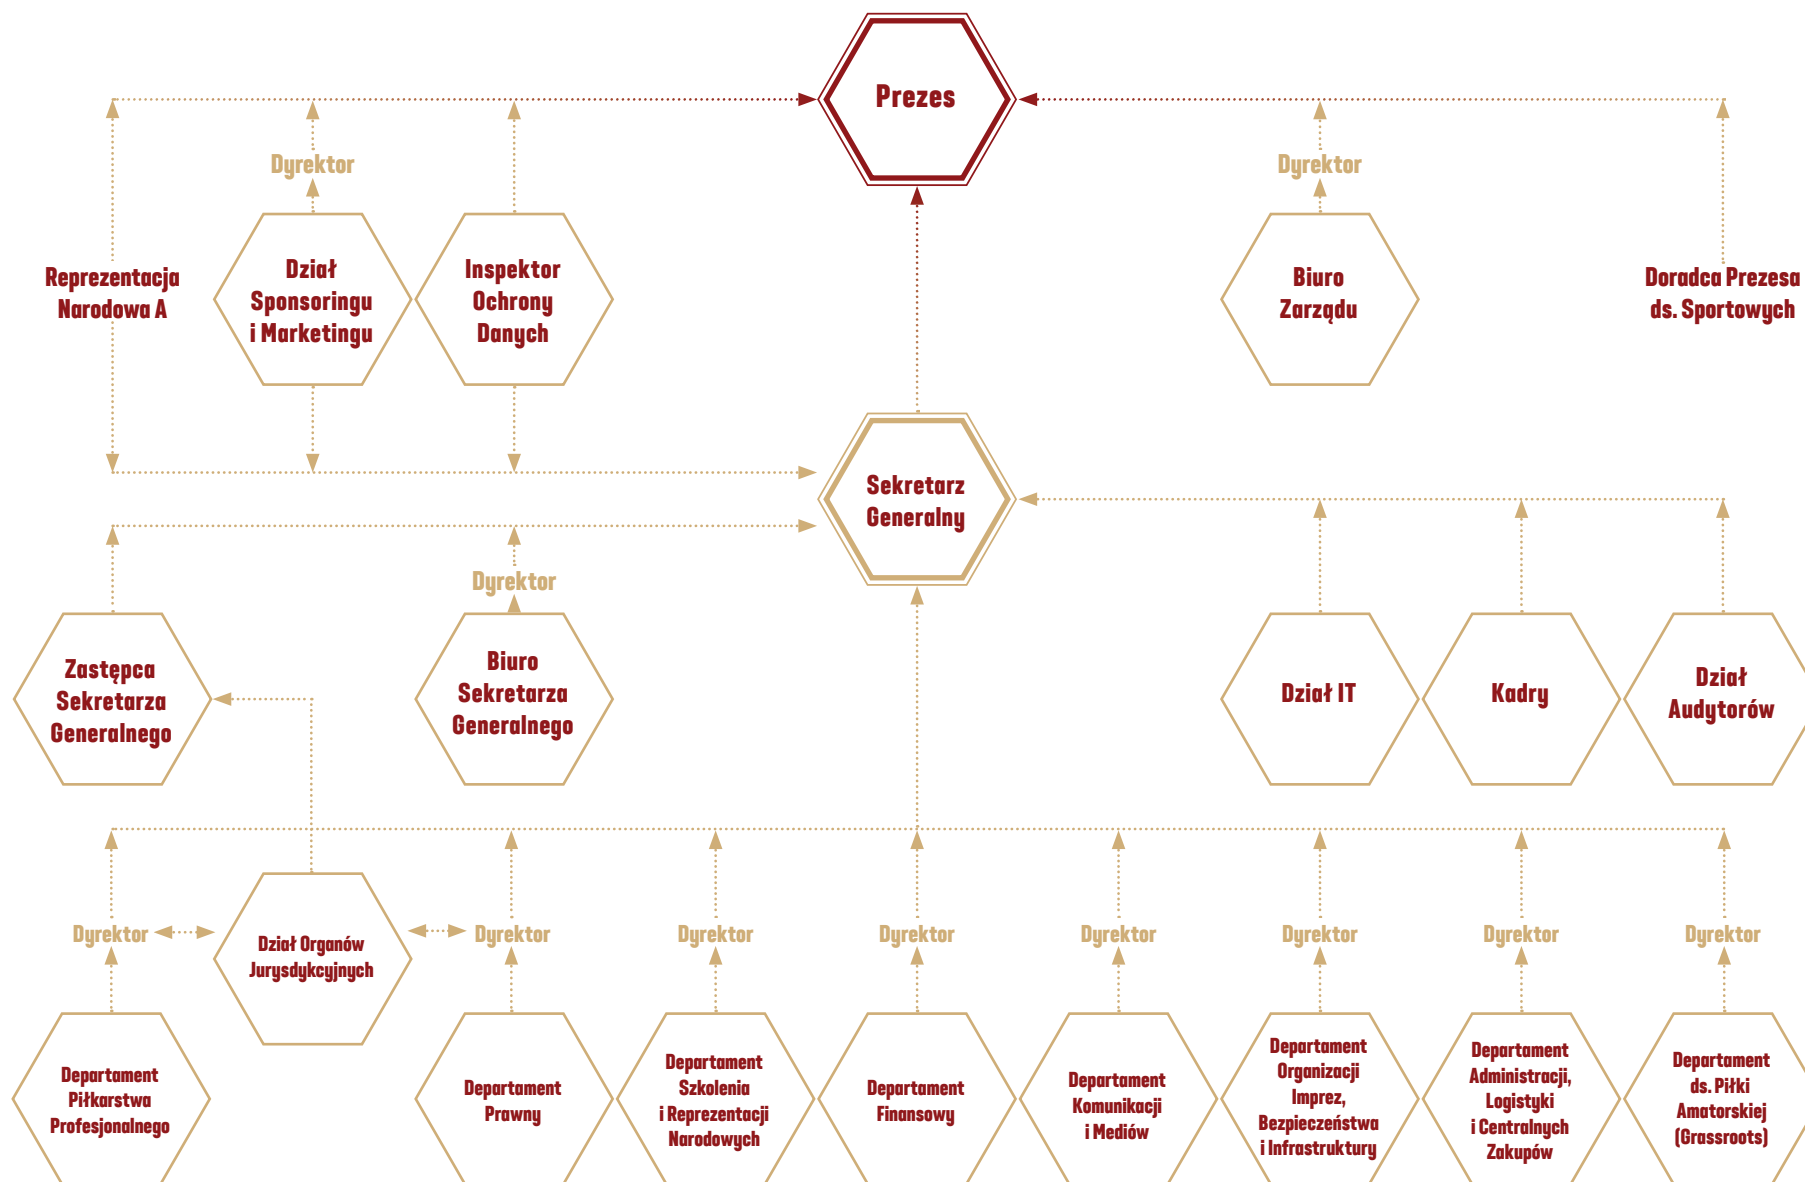 Prezes
Dyrektor
Dyrektor
Reprezentacja
Narodowa A
Dział
Sponsoringu
i Marketingu
Inspektor
Ochrony
Danych
Biuro
Zarządu
Doradca Prezesa
ds. Sportowych
Sekretarz
Generalny
Dyrektor
Zastępca
Sekretarza
Generalnego
Biuro
Sekretarza
Generalnego
Dział IT
Kadry
Dział
Audytorów
Dyrektor
Dział Organów
Jurysdykcyjnych
Dyrektor
Dyrektor
Dyrektor
Dyrektor
Dyrektor
Dyrektor
Dyrektor
Departament
Piłkarstwa
Profesjonalnego
Departament
Prawny
Departament
Szkolenia
i Reprezentacji
Narodowych
Departament
Finansowy
Departament
Komunikacji
i Mediów
Departament
Organizacji
Imprez,
Bezpieczeństwa
i Infrastruktury
Departament
Administracji,
Logistyki
i Centralnych
Zakupów
Departament
ds. Piłki
Amatorskiej
(Grassroots)